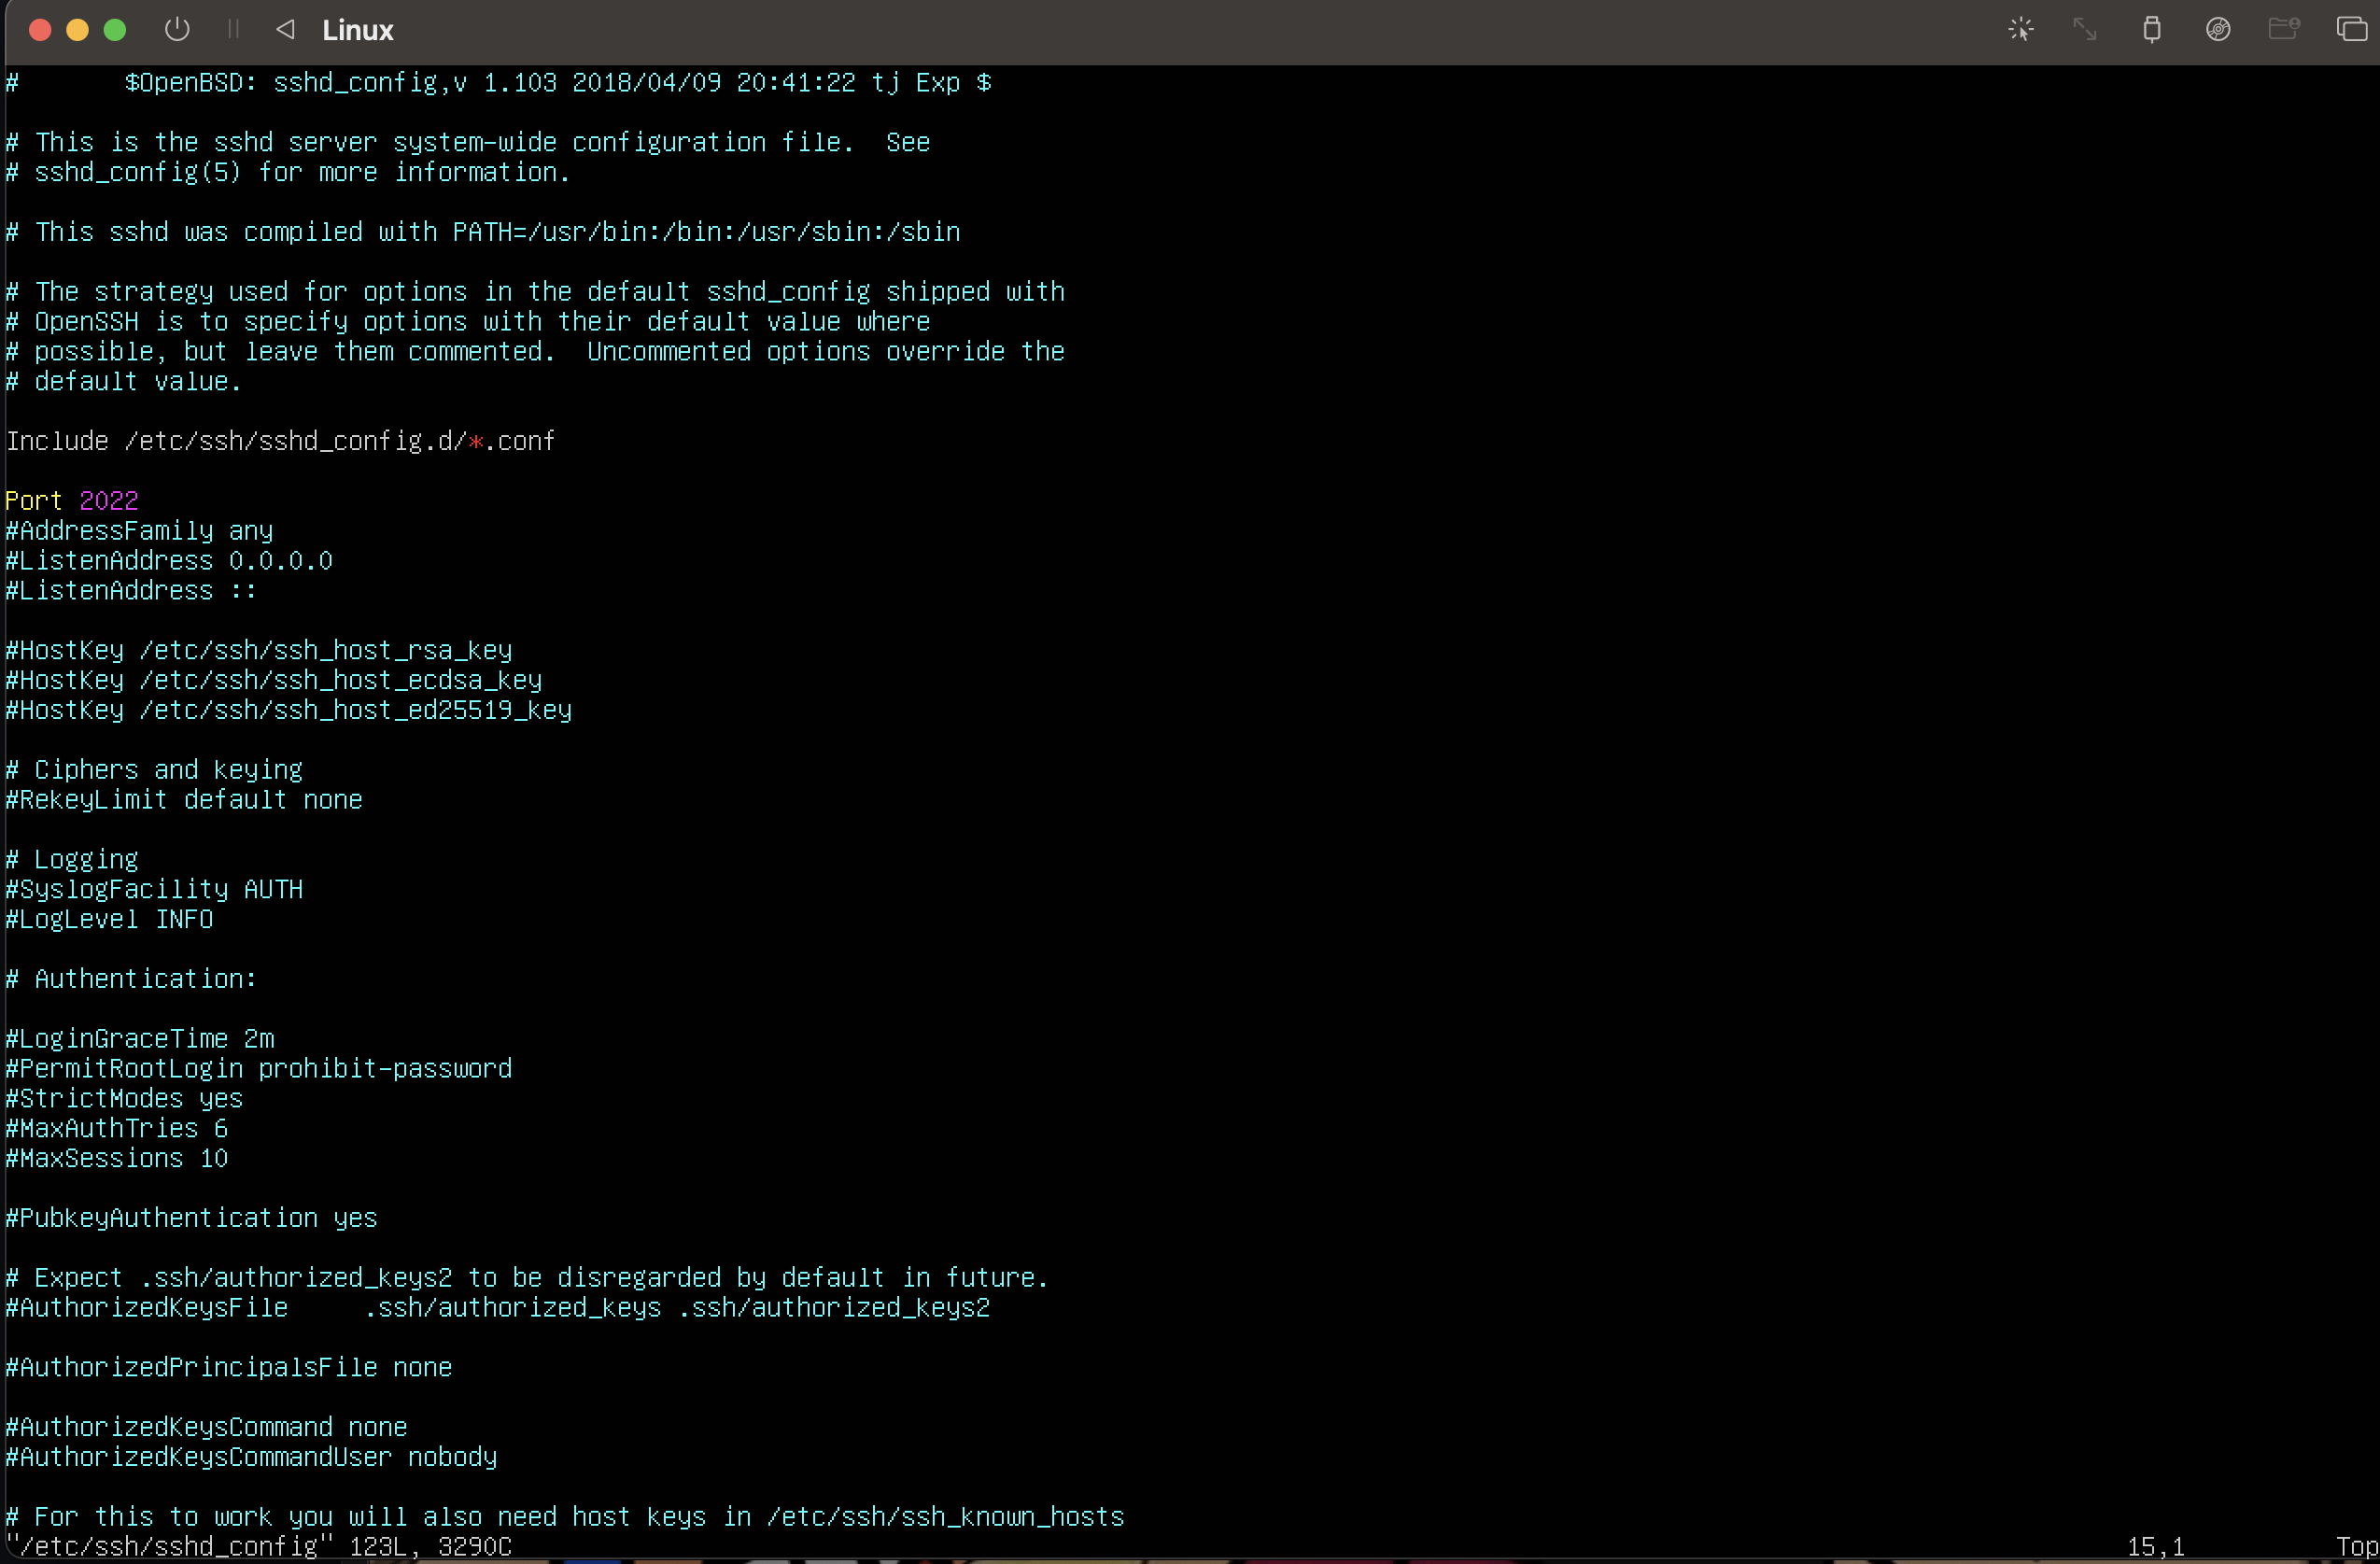 Linux
#       $OpenBSD: sshd_config,v 1.103 2018/04/09 20:41:22 tj Exp $
# This is the sshd server system-wide configuration file.  See
# sshd_config(5) for more information.
# This sshd was compiled with PATH=/usr/bin:/bin:/usr/sbin:/sbin
# The strategy used for options in the default sshd_config shipped with
# OpenSSH is to specify options with their default value where
# possible, but leave them commented.  Uncommented options override the
# default value.
Include /etc/ssh/sshd_config.d/*.conf
Port 2022
#AddressFamily any
#ListenAddress 0.0.0.0
#ListenAddress ::
#HostKey /etc/ssh/ssh_host_rsa_key
#HostKey /etc/ssh/ssh_host_ecdsa_key
#HostKey /etc/ssh/ssh_host_ed25519_key
# Ciphers and keying
#RekeyLimit default none
# Logging
#SyslogFacility AUTH
#LogLevel INFO
# Authentication:
#LoginGraceTime 2m
#PermitRootLogin prohibit-password
#StrictModes yes
#MaxAuthTries 6
#MaxSessions 10
#PubkeyAuthentication yes
# Expect .ssh/authorized_keys2 to be disregarded by default in future.
#AuthorizedKeysFile     .ssh/authorized_keys .ssh/authorized_keys2
#AuthorizedPrincipalsFile none
#AuthorizedKeysCommand none
#AuthorizedKeysCommandUser nobody
# For this to work you will also need host keys in /etc/ssh/ssh_known_hosts
"/etc/ssh/sshd_config" 123L, 3290C 15,1 Top